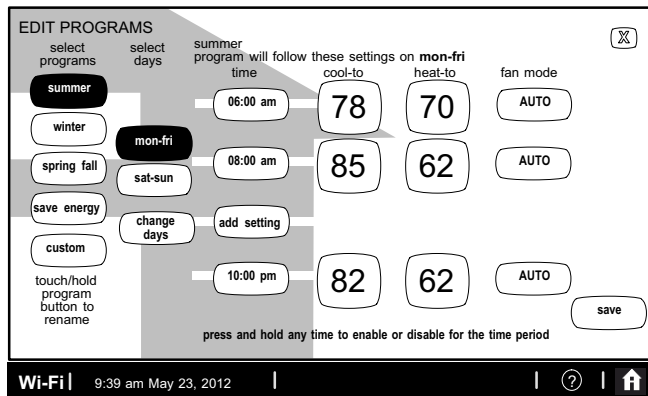 EDIT PROGRAMS
X
select
programs
select
days
summer
program will follow these settings on mon-fri
time cool-to heat-to fan mode
summer
06:00 am 78 70 AUTO
winter
mon-fri
spring fall
08:00 am 85 62 AUTO
sat-sun
save energy
change
days
add setting
custom
10:00 pm 82 62 AUTO
touch/hold
program
button to
rename
save
press and hold any time to enable or disable for the time period
Wi-Fi 9:39 am May 23, 2012 ?